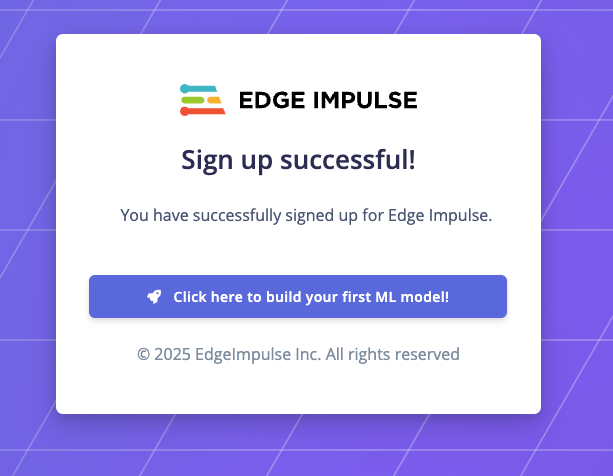 EDGE IMPULSE
Sign up successful!
You have successfully signed up for Edge Impulse.
Click here to build your first ML model!
© 2025 EdgeImpulse Inc. All rights reserved